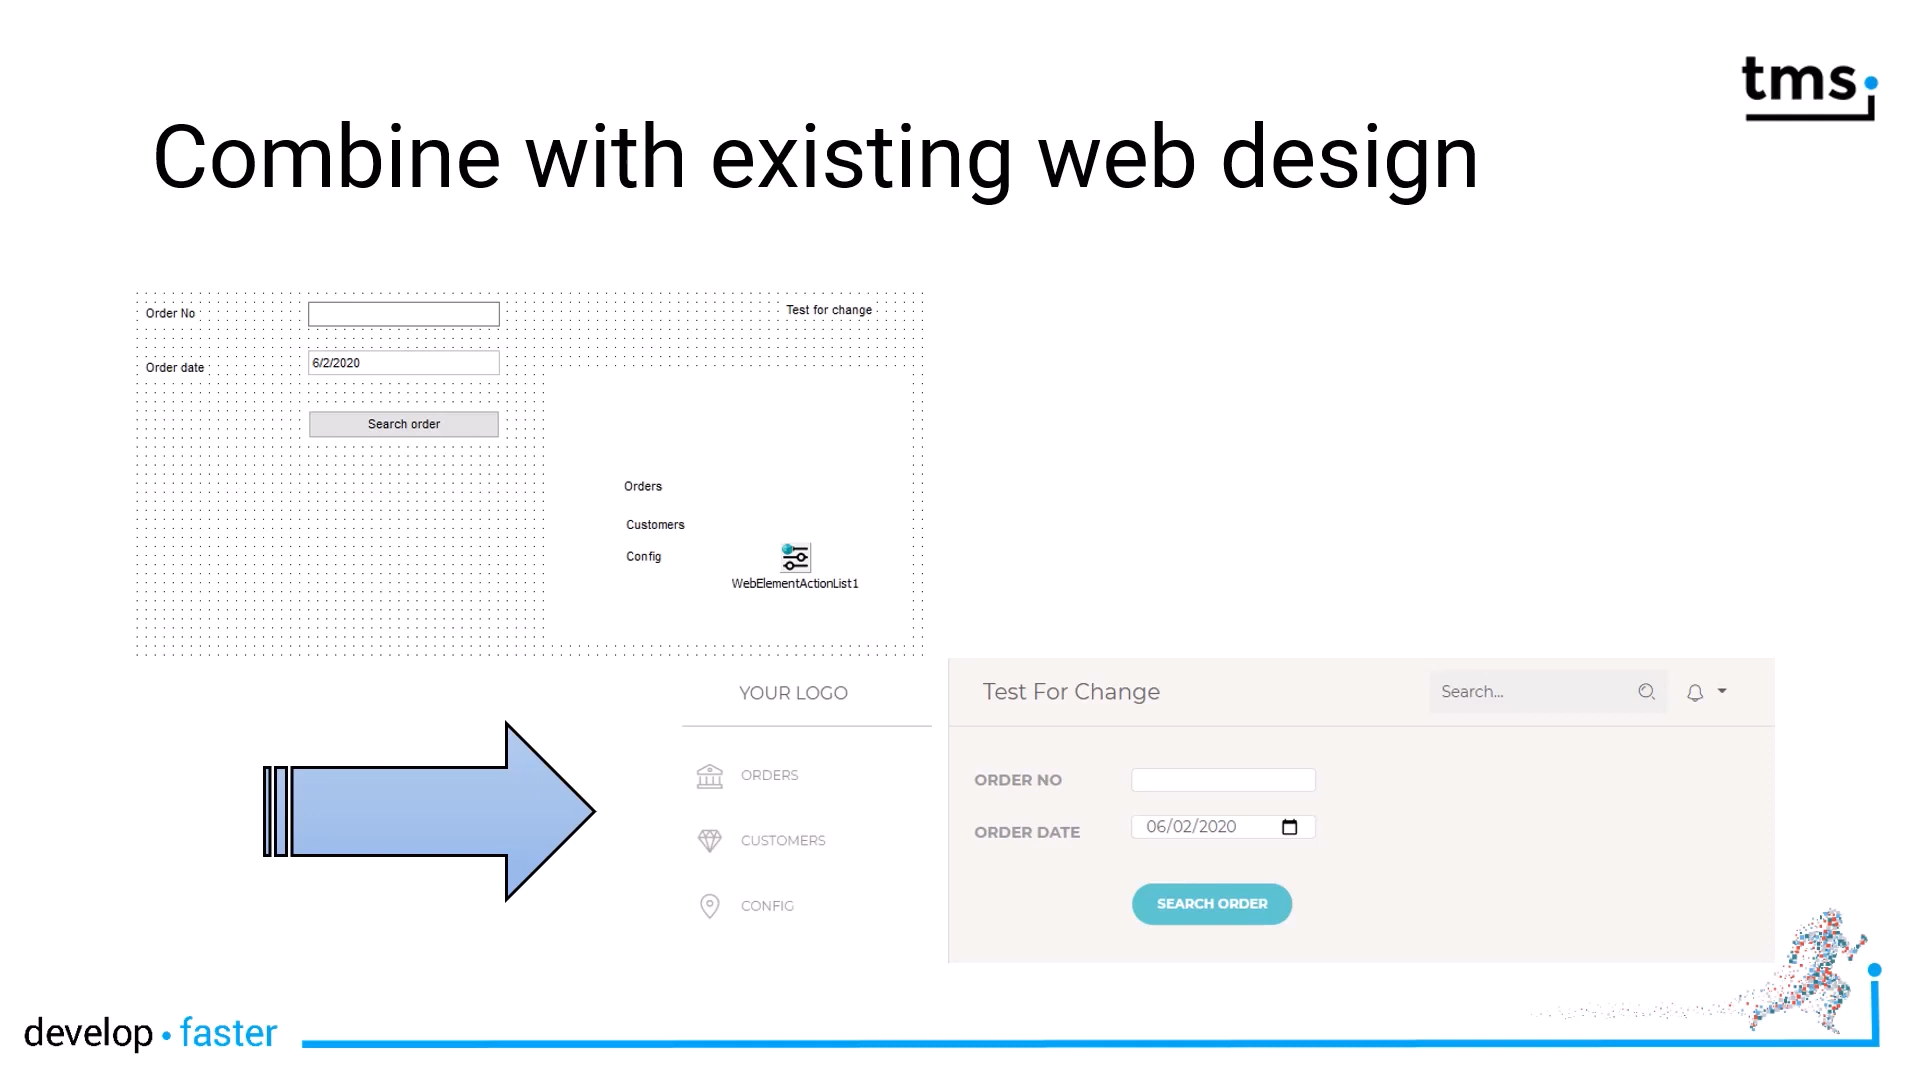 tms
Combine with existing web design
Order No
Test for change
Order date
6/2/2020
Search order
Orders
Customers
Config
WebElementActionList1
YOUR LOGO
Test For Change
Search...
ORDERS
ORDER NO
ORDER DATE
06/02/2020
CUSTOMERS
CONFIG
SEARCH ORDER
develop • faster